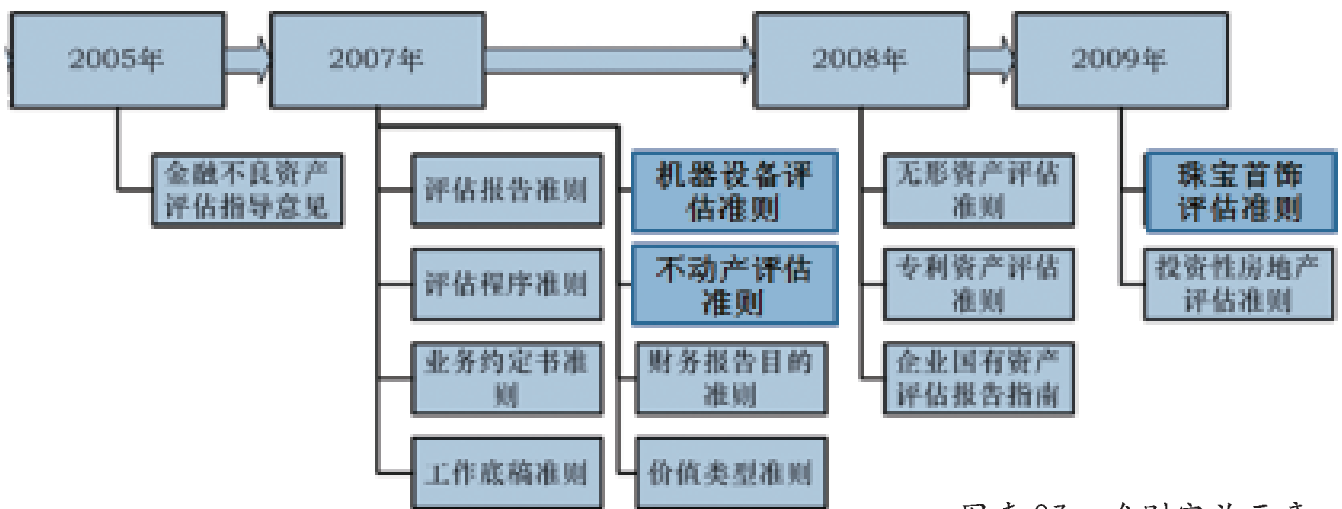 2005年
2007年
2008年
2009年
金融不良资产
评估指导意见
评估报告准则
评估程序准则
业务约定书准
则
工作底稿准则
机器设备评
估准则
不动产评估
准则
财务报告目的
准则
价值类型准则
无形资产评估
准则
专利资产评估
准则
企业国有资产
评估报告指南
珠宝首饰
评估准则
投资性房地产
评估准则